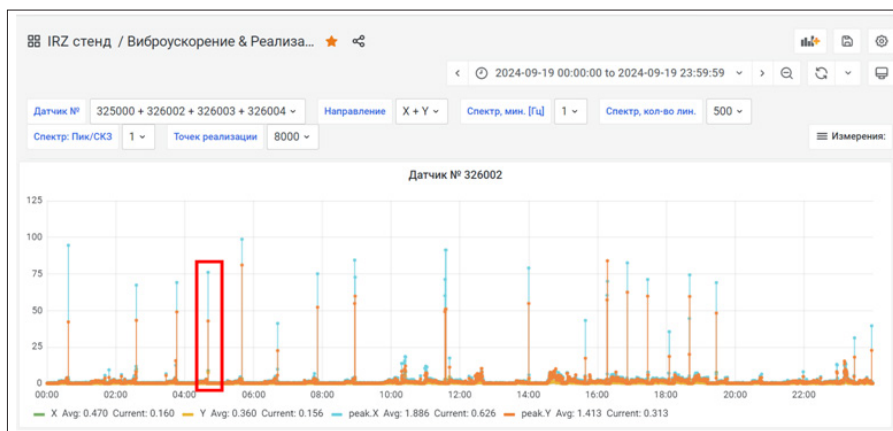 IRZ стенд / Виброускорение & Реализа...
2024-09-19 00:00:00 to 2024-09-19 23:59:59
Датчик № 325000 + 326002 + 326003 + 326004 Направление X + Y Спектр, мин. [Гц] 1 Спектр, кол-во лин. 500
Спектр: Пик/СКЗ 1 Точек реализации 8000 Измерения:
Датчик № 326002
125
100
75
50
25
0
00:00 02:00 04:00 06:00 08:00 10:00 12:00 14:00 16:00 18:00 20:00 22:00
X Avg: 0.470 Current: 0.160 Y Avg: 0.360 Current: 0.156 peak.X Avg: 1.886 Current: 0.626 peak.Y Avg: 1.413 Current: 0.313